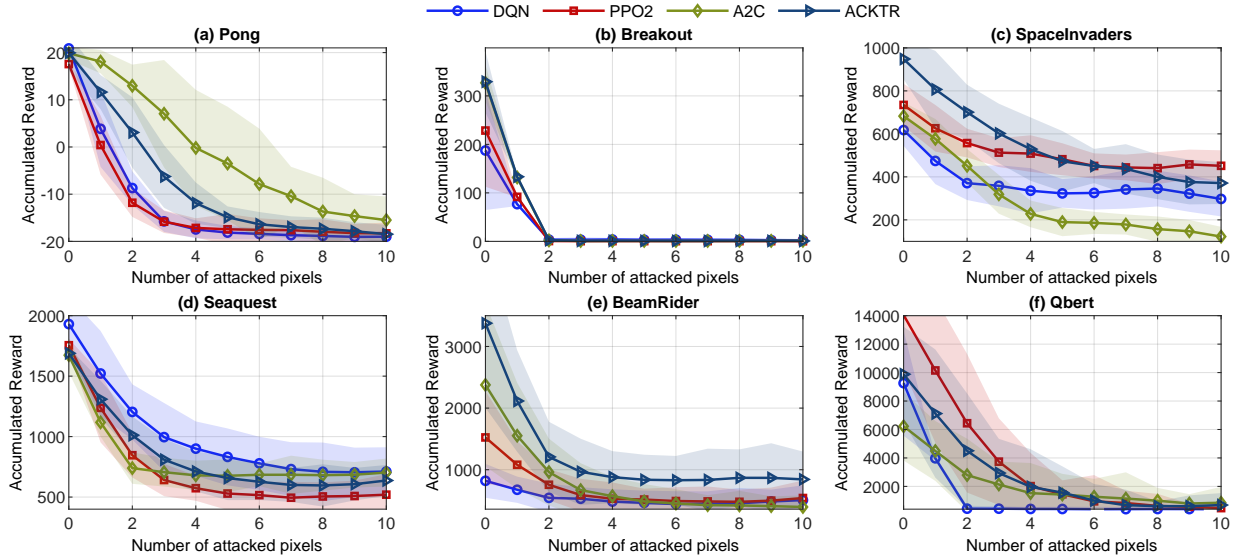 DQN PPO2 A2C ACKTR
(a) Pong
20
10
0
-10
-20
0 2 4 6 8 10
Number of attacked pixels
Accumulated Reward
(b) Breakout
300
200
100
0
0 2 4 6 8 10
Number of attacked pixels
Accumulated Reward
(c) SpaceInvaders
1000
800
600
400
200
0 2 4 6 8 10
Number of attacked pixels
Accumulated Reward
(d) Seaquest
2000
1500
1000
500
0 2 4 6 8 10
Number of attacked pixels
Accumulated Reward
(e) BeamRider
3000
2000
1000
0 2 4 6 8 10
Number of attacked pixels
Accumulated Reward
(f) Qbert
14000
12000
10000
8000
6000
4000
2000
0 2 4 6 8 10
Number of attacked pixels
Accumulated Reward